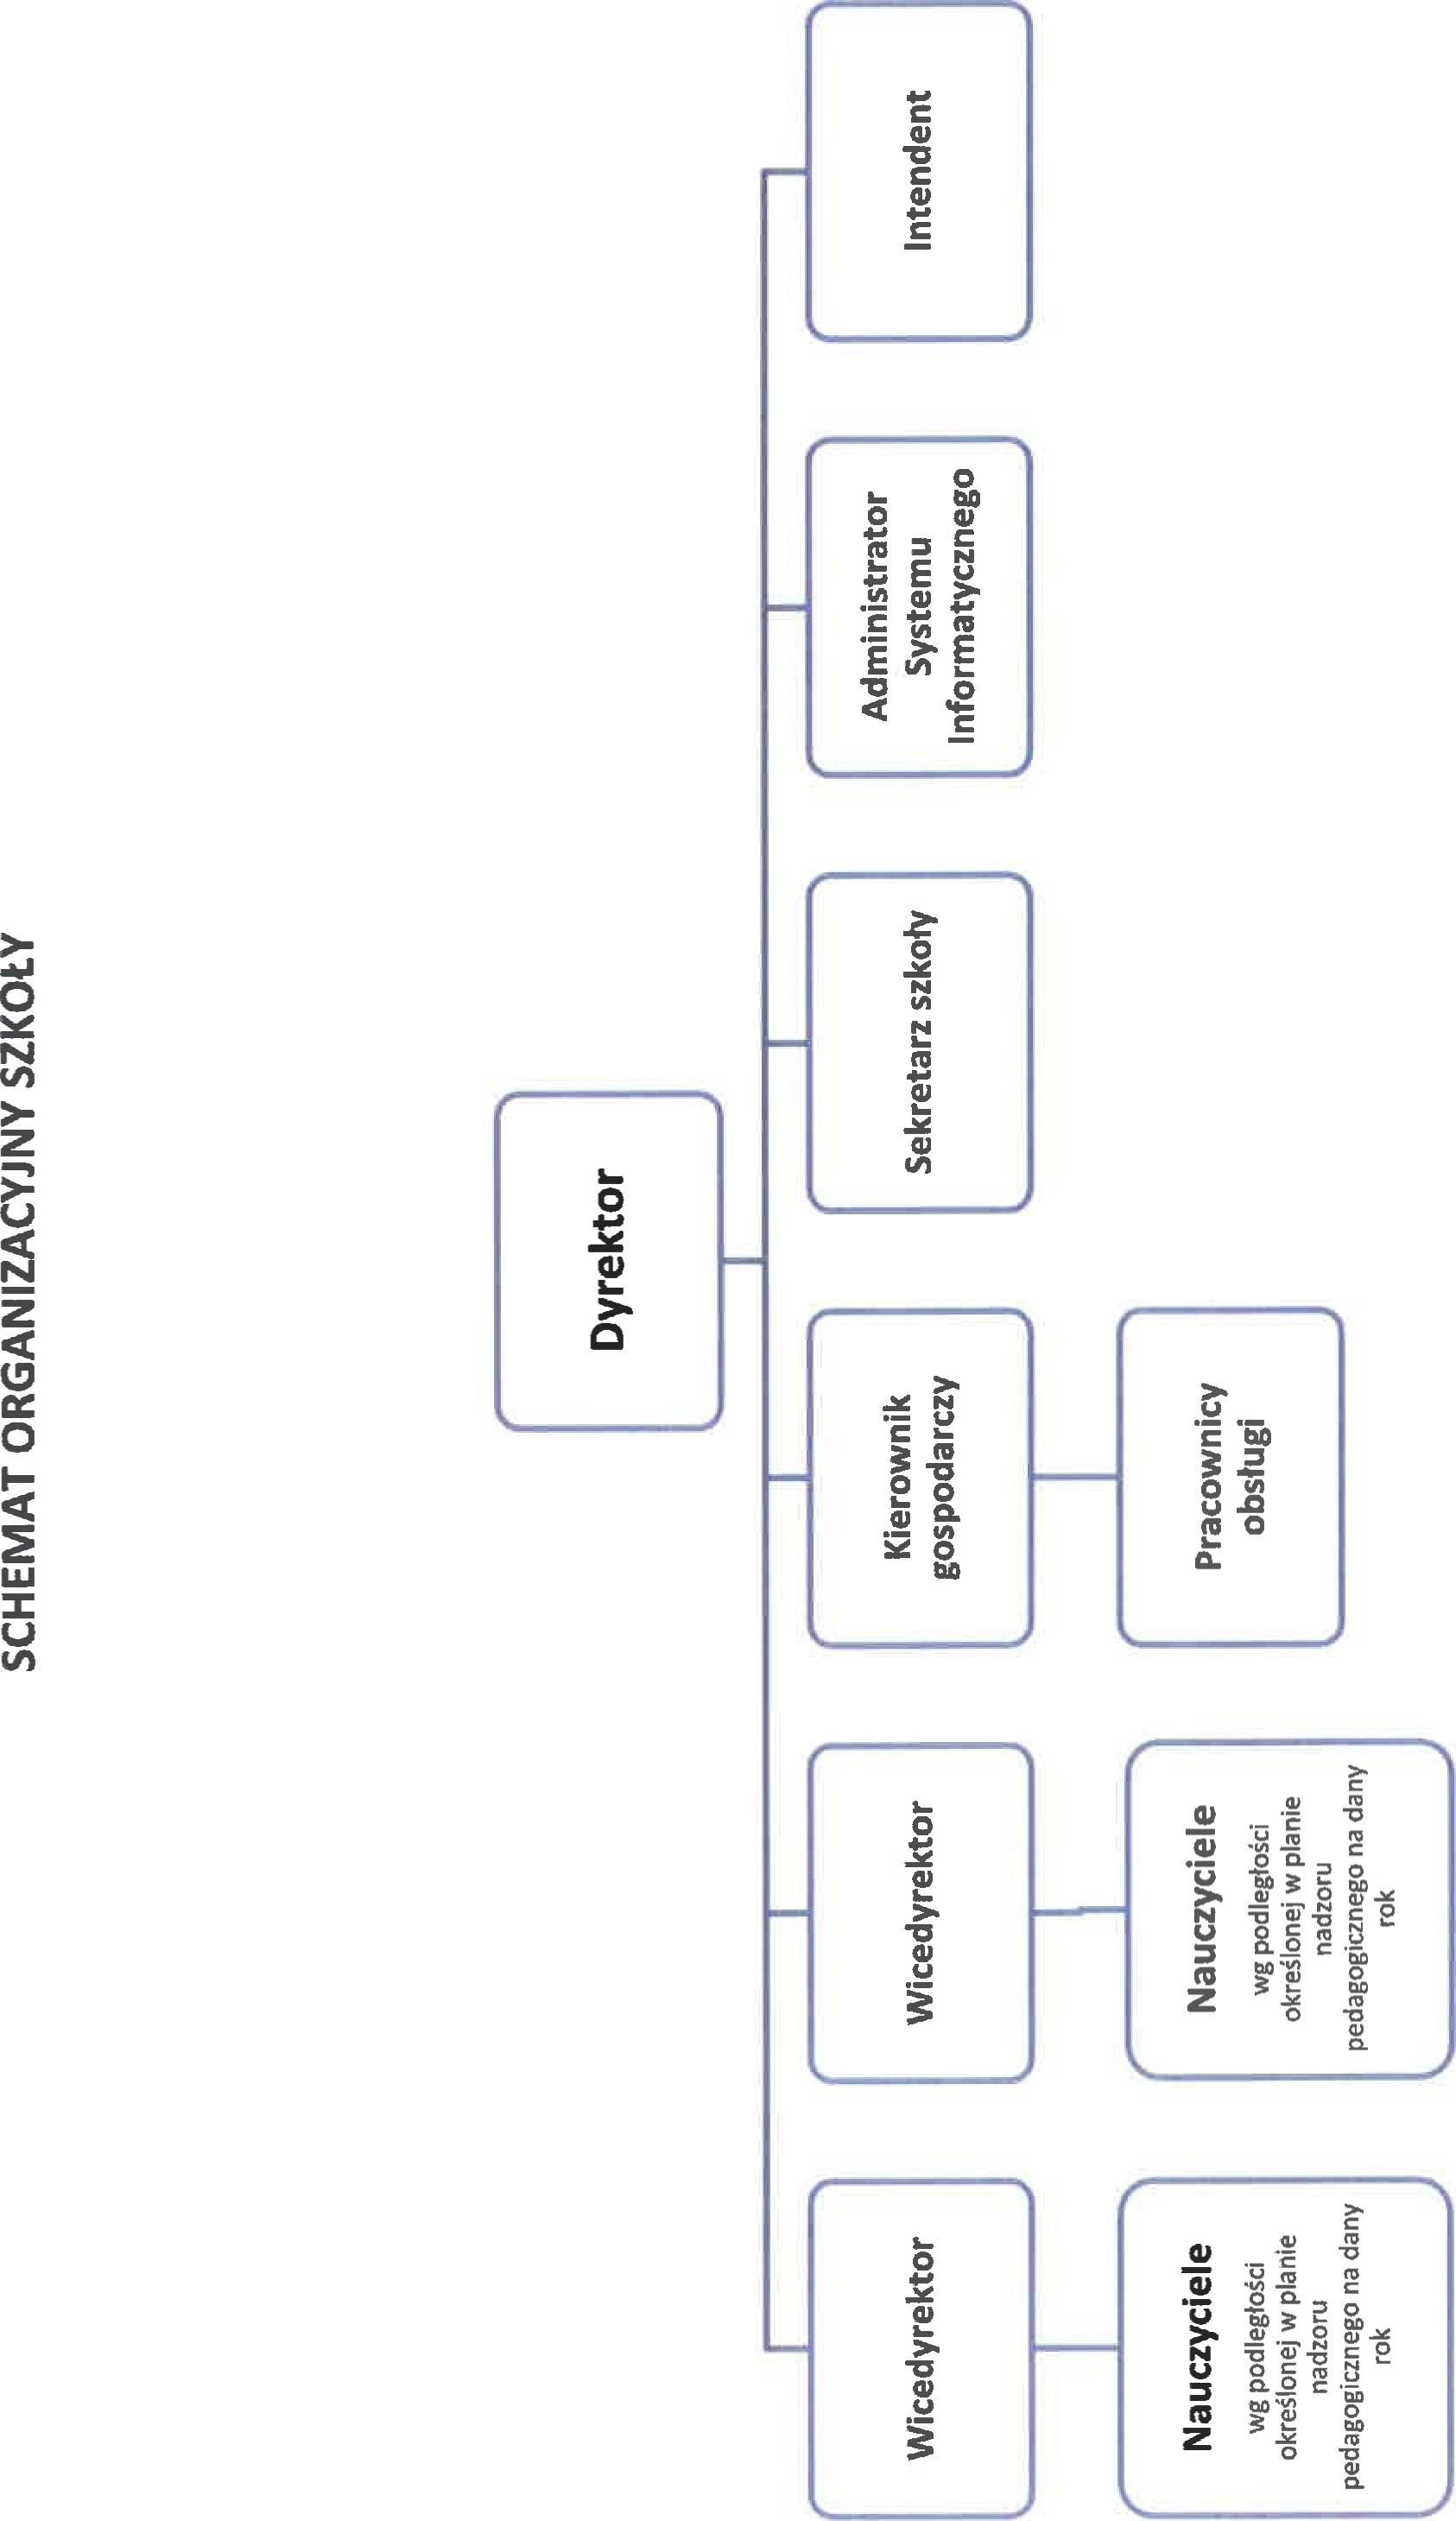 SCHEMAT ORGANIZACYJNY SZKOŁY
Dyrektor
Wicedyrektor
Wicedyrektor
Kierownik
gospodarczy
Sekretarz szkoły
Administrator
Systemu
Informatycznego
Intendent
Nauczyciele
wg podległości
określonej w planie
nadzoru
pedagogicznego na dany
rok
Nauczyciele
wg podległości
określonej w planie
nadzoru
pedagogicznego na dany
rok
Pracownicy
obsługi